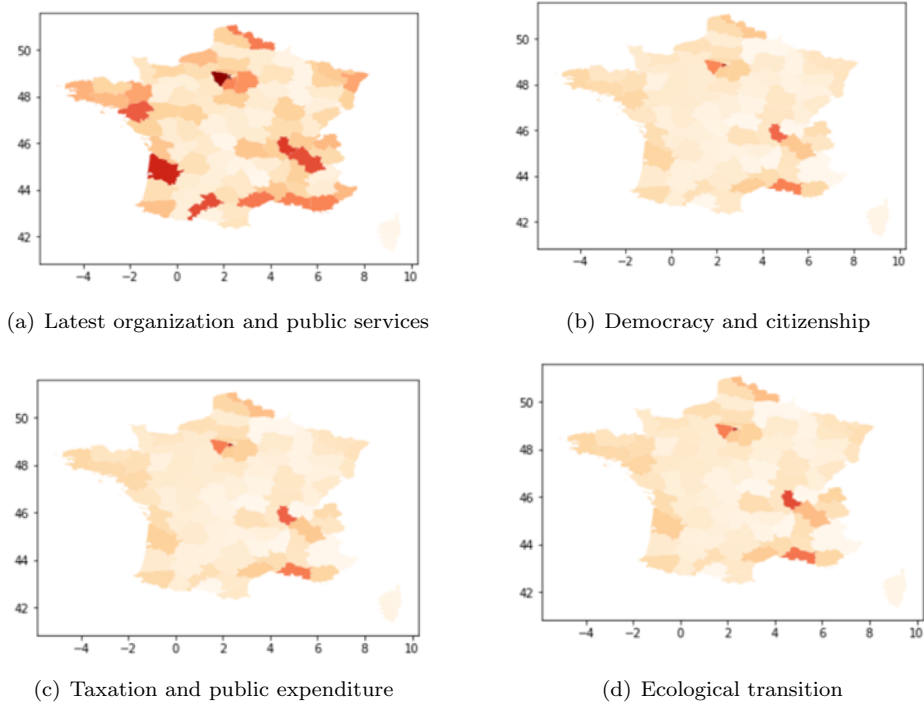 50
48
46
44
42
−4 −2 0 2 4 6 8 10
(a) Latest organization and public services
50
48
46
44
42
−4 −2 0 2 4 6 8 10
(b) Democracy and citizenship
50
48
46
44
42
−4 −2 0 2 4 6 8 10
(c) Taxation and public expenditure
50
48
46
44
42
−4 −2 0 2 4 6 8 10
(d) Ecological transition